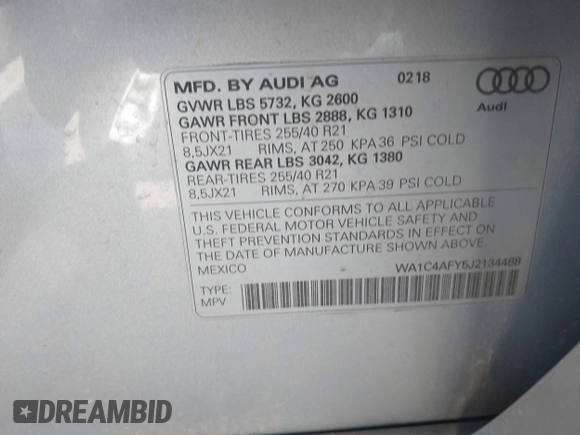 MFD. BY AUDI AG 0218
GVWR LBS 5732, KG 2600
GAWR FRONT LBS 2888, KG 1310
FRONT-TIRES 255/40 R21
8,5JX21 RIMS, AT 250 KPA 36 PSI COLD
GAWR REAR LBS 3042, KG 1380
REAR-TIRES 255/40 R21
8,5JX21 RIMS, AT 270 KPA 39 PSI COLD
Audi
THIS VEHICLE CONFORMS TO ALL APPLICABLE
U.S. FEDERAL MOTOR VEHICLE SAFETY AND
THEFT PREVENTION STANDARDS IN EFFECT ON
THE DATE OF MANUFACTURE SHOWN ABOVE.
MEXICO WA1C4AFY5J2134488
TYPE:
MPV
DREAMBID